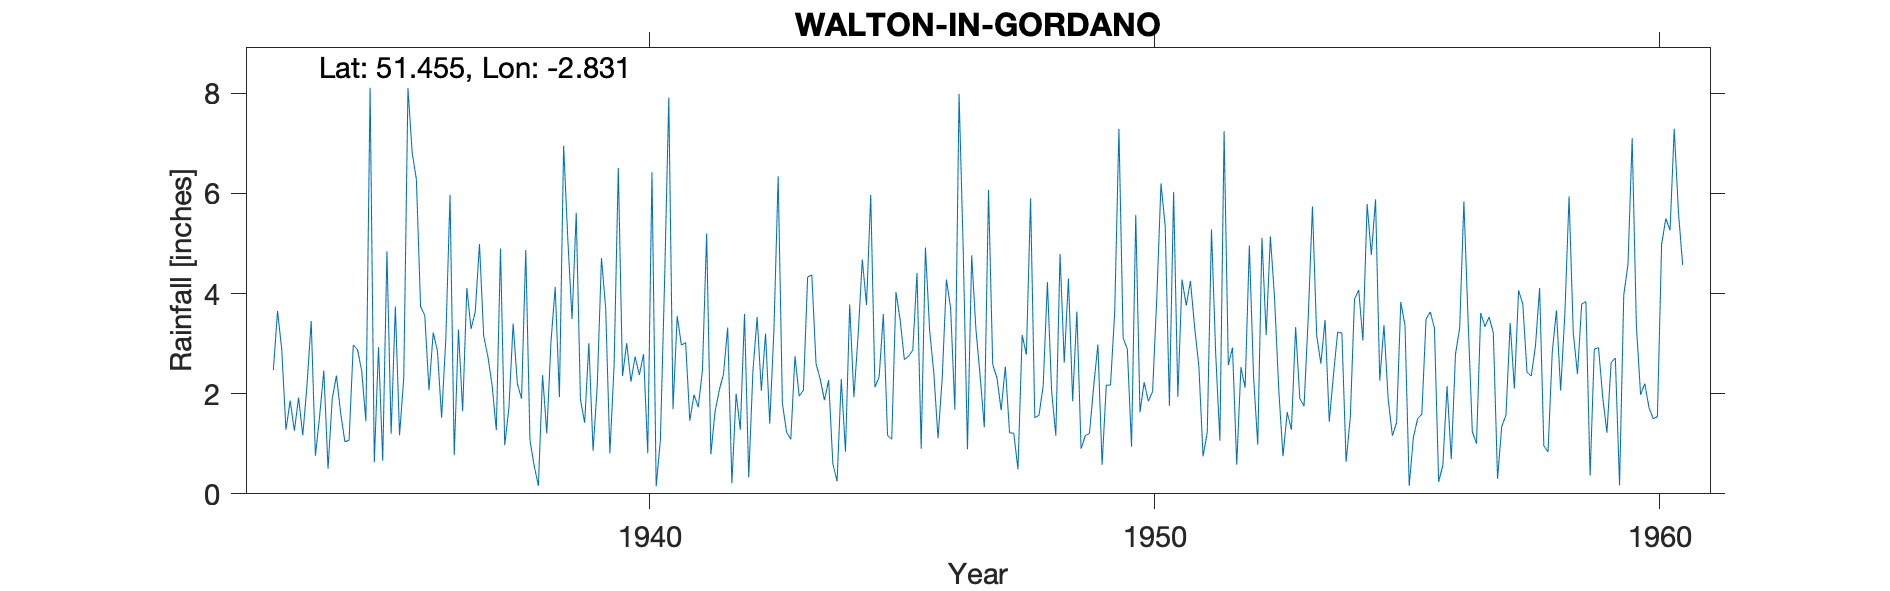 WALTON-IN-GORDANO
Lat: 51.455, Lon: -2.831
8
6
4
2
0
Rainfall [inches]
1940 1950 1960
Year